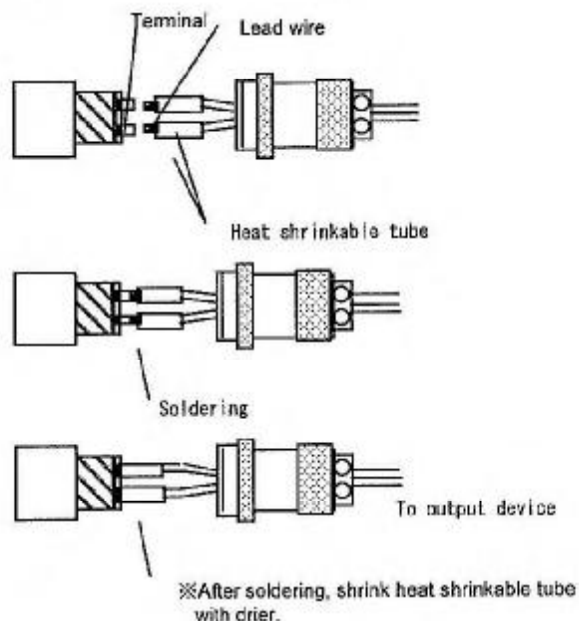 Terminal
Lead wire
Heat shrinkable tube
Soldering
To output device
※After soldering, shrink heat shrinkable tube
with drier.